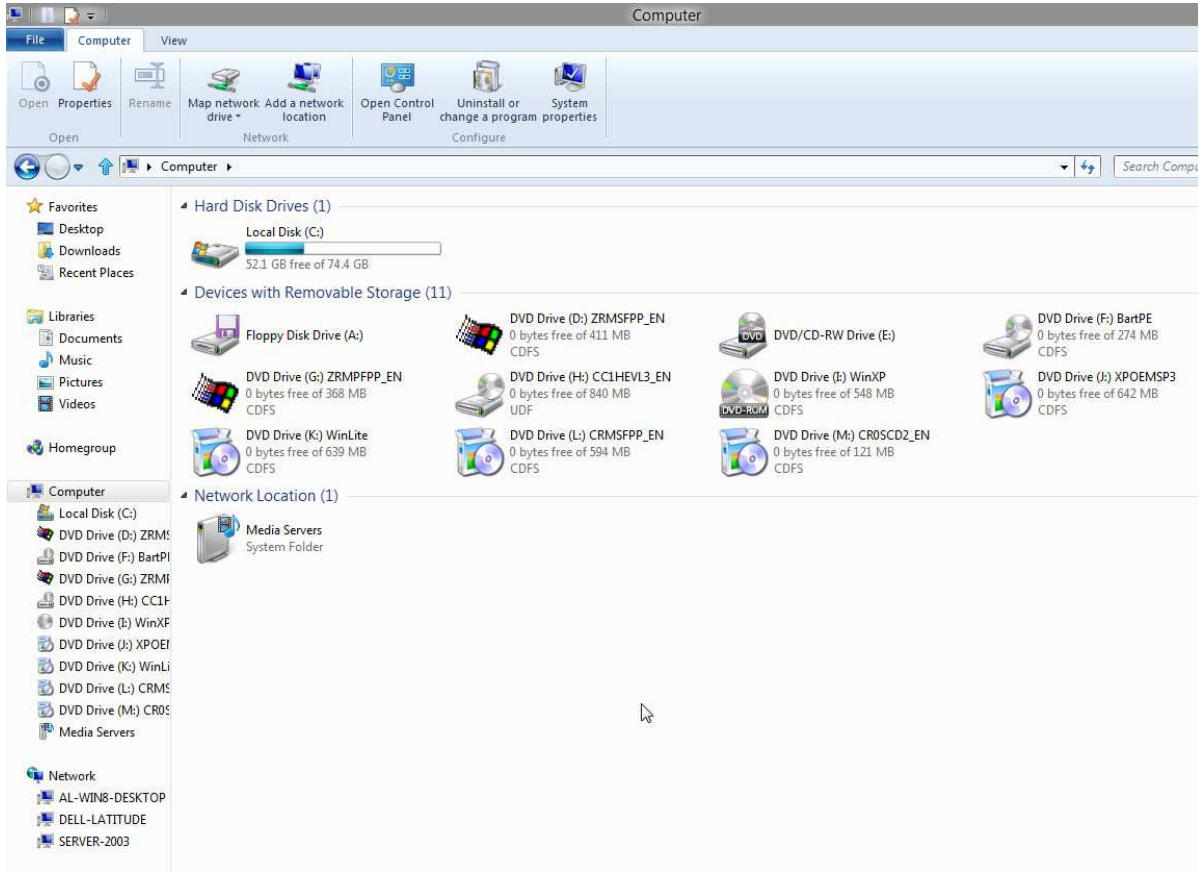 Computer
File Computer View
Open Properties Rename Map network drive Add a network location Open Control Panel Uninstall or change a program System properties
Open Network Configure
Computer
Search Compu
Favorites
Desktop
Downloads
Recent Places
Libraries
Documents
Music
Pictures
Videos
Homegroup
Computer
Local Disk (C:)
DVD Drive (D:) ZRMS
DVD Drive (F:) BartPI
DVD Drive (G:) ZRMF
DVD Drive (H:) CC1H
DVD Drive (I:) WinXP
DVD Drive (J:) XPOEM
DVD Drive (K:) WinLi
DVD Drive (L:) CRMS
DVD Drive (M:) CR0S
Media Servers
Network
AL-WIN8-DESKTOP
DELL-LATITUDE
SERVER-2003
Hard Disk Drives (1)
Local Disk (C:)
52.1 GB free of 74.4 GB
Devices with Removable Storage (11)
Floppy Disk Drive (A:)
DVD Drive (D:) ZRMSFPP_EN
0 bytes free of 411 MB
CDFS
DVD
DVD/CD-RW Drive (E:)
DVD Drive (F:) BartPE
0 bytes free of 274 MB
CDFS
DVD Drive (G:) ZRMPFPP_EN
0 bytes free of 368 MB
CDFS
DVD Drive (H:) CC1HEVL3_EN
0 bytes free of 840 MB
UDF
DVD-ROM
DVD Drive (I:) WinXP
0 bytes free of 548 MB
CDFS
DVD Drive (J:) XPOEMSP3
0 bytes free of 642 MB
CDFS
DVD Drive (K:) WinLite
0 bytes free of 639 MB
CDFS
DVD Drive (L:) CRMSFPP_EN
0 bytes free of 594 MB
CDFS
DVD Drive (M:) CR0SCD2_EN
0 bytes free of 121 MB
CDFS
Network Location (1)
Media Servers
System Folder